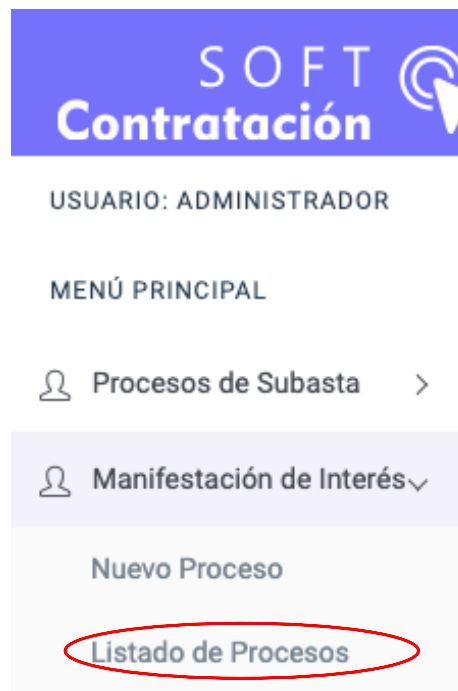 SOFT
Contratación
USUARIO: ADMINISTRADOR
MENÚ PRINCIPAL
Procesos de Subasta
Manifestación de Interés
Nuevo Proceso
Listado de Procesos